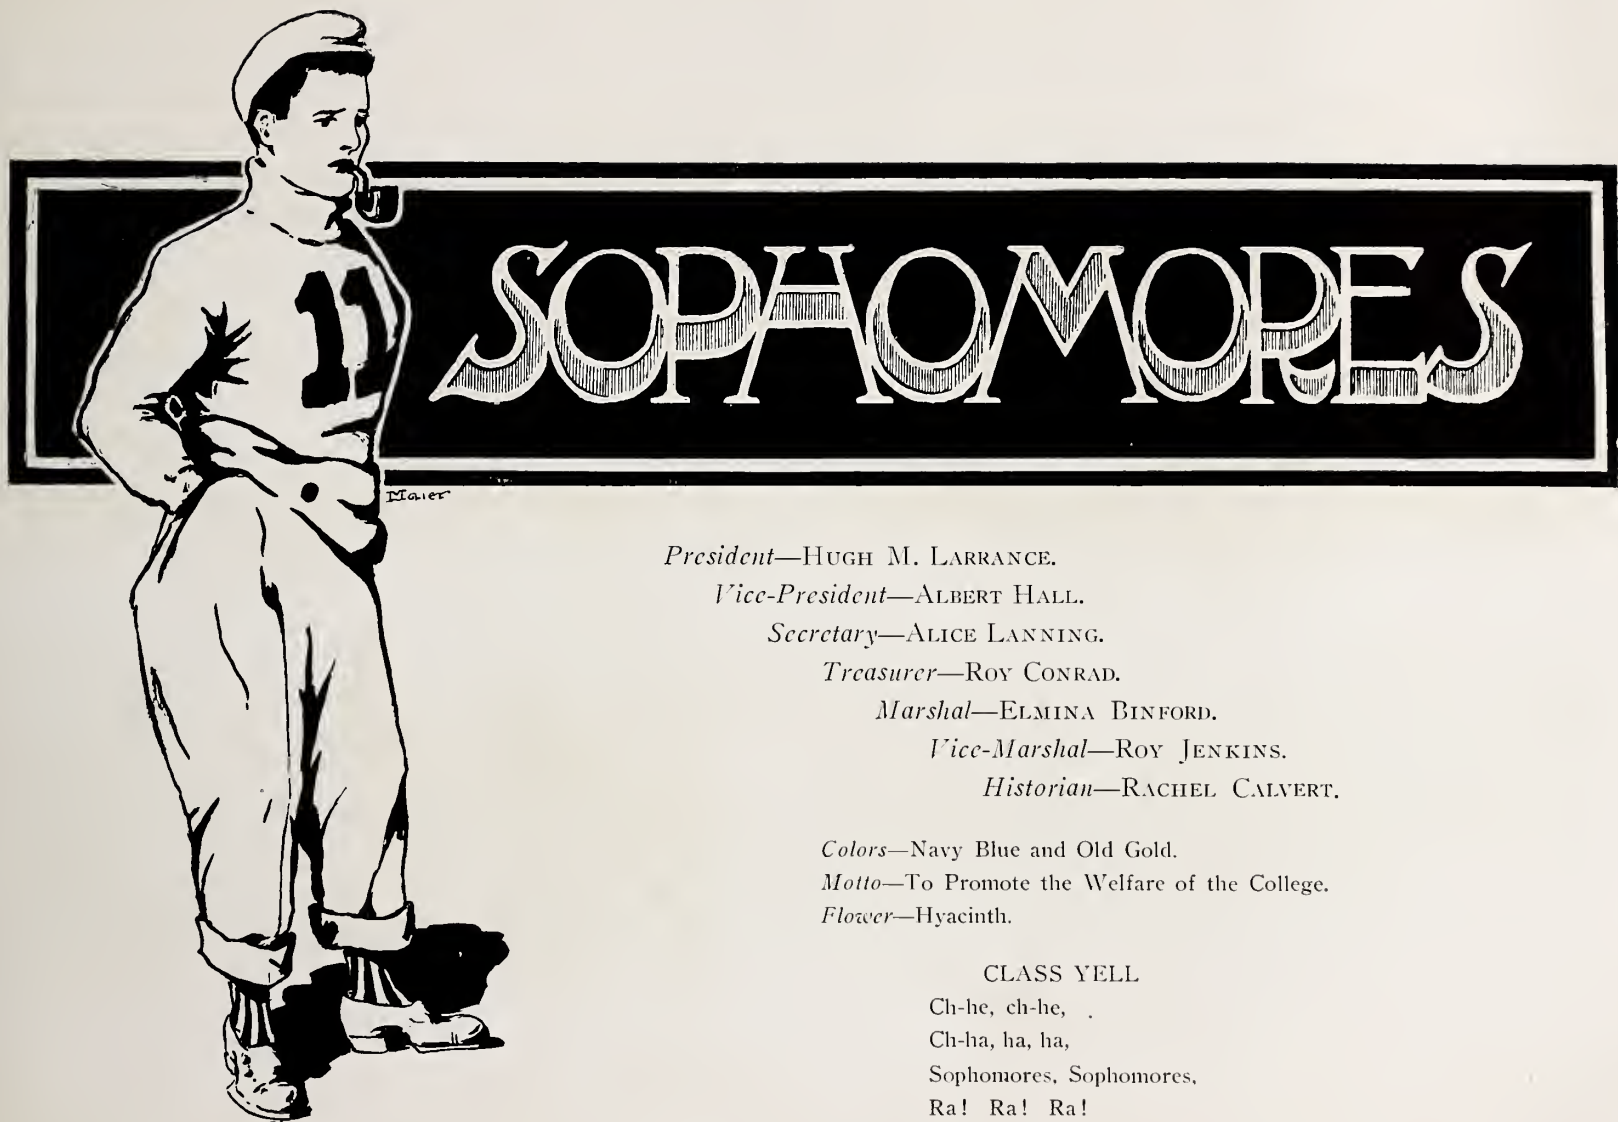 11
SOPHOMORES
Maier
President—HUGH M. LARRANCE.
Vice-President—ALBERT HALL.
Secretary—ALICE LANNING.
Treasurer—ROY CONRAD.
Marshal—ELMINA BINFORD.
Vice-Marshal—ROY JENKINS.
Historian—RACHEL CALVERT.
Colors—Navy Blue and Old Gold.
Motto—To Promote the Welfare of the College.
Flower—Hyacinth.
CLASS YELL
Ch-he, ch-he,
Ch-ha, ha, ha,
Sophomores, Sophomores,
Ra! Ra! Ra!